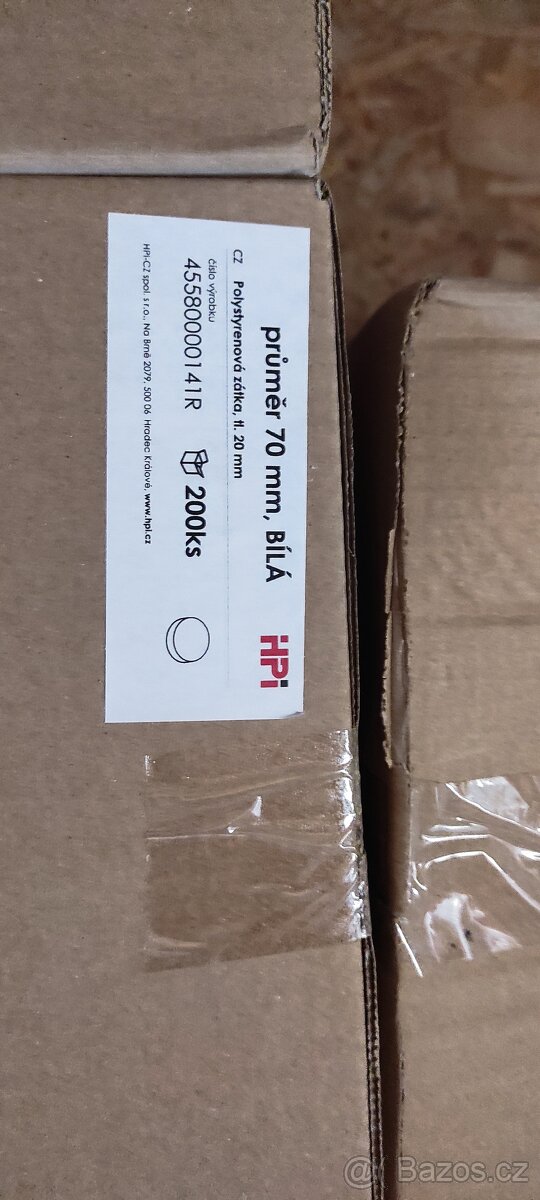 průměr 70 mm, BÍLÁ
HPi
CZ Polystyrenová zátka, tl. 20 mm
číslo výrobku
45580000141R
200ks
HPI-CZ spol. s r.o., Na Brně 2079, 500 06 Hradec Králové, www.hpi.cz
Bazos.cz